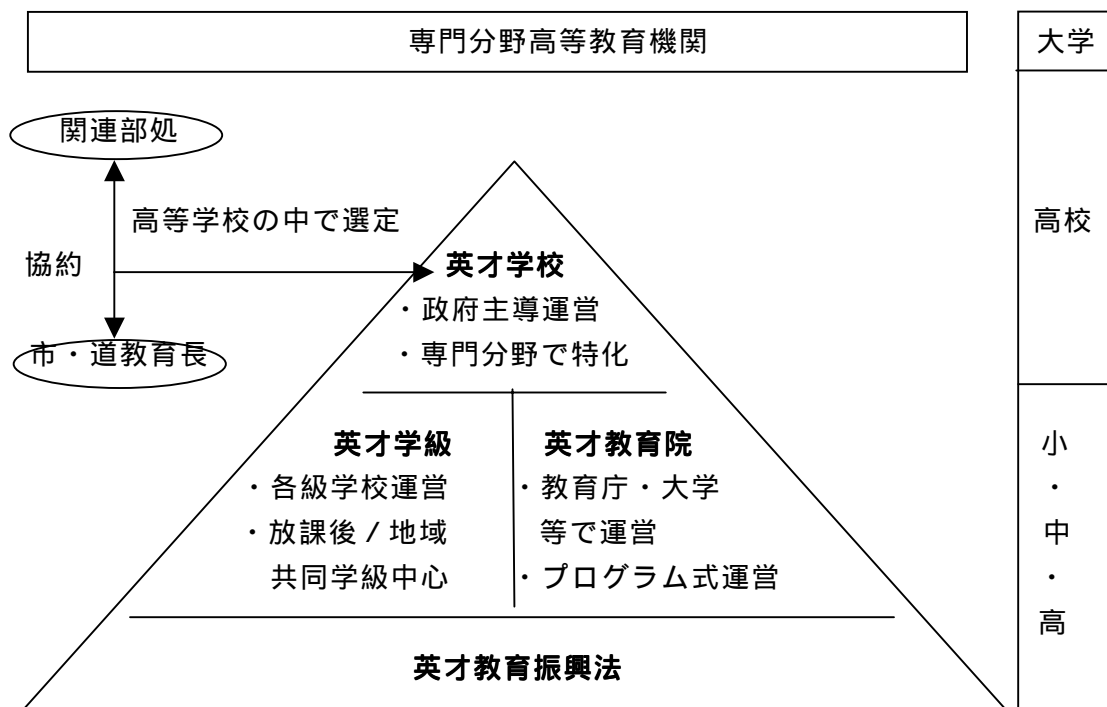 専門分野高等教育機関
大学
関連部処
高等学校の中で選定
協約
市・道教育長
高校
英才学校
・政府主導運営
・専門分野で特化
英才学級
・各級学校運営
・放課後／地域
共同学級中心
英才教育院
・教育庁・大学
等で運営
・プログラム式運営
小
・
中
・
高
英才教育振興法